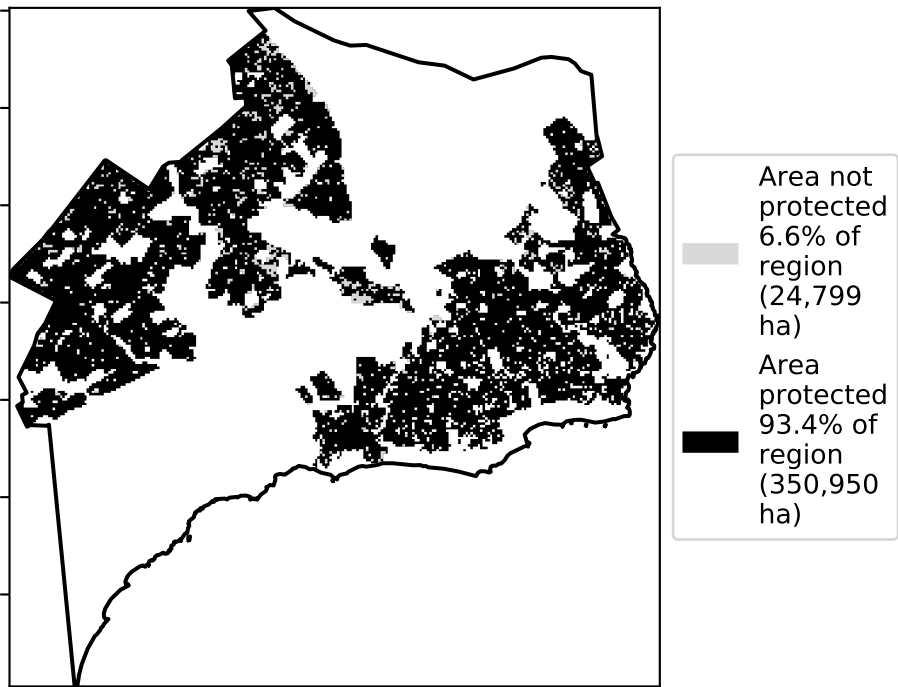 Area not
protected
6.6% of
region
(24,799
ha)
Area
protected
93.4% of
region
(350,950
ha)